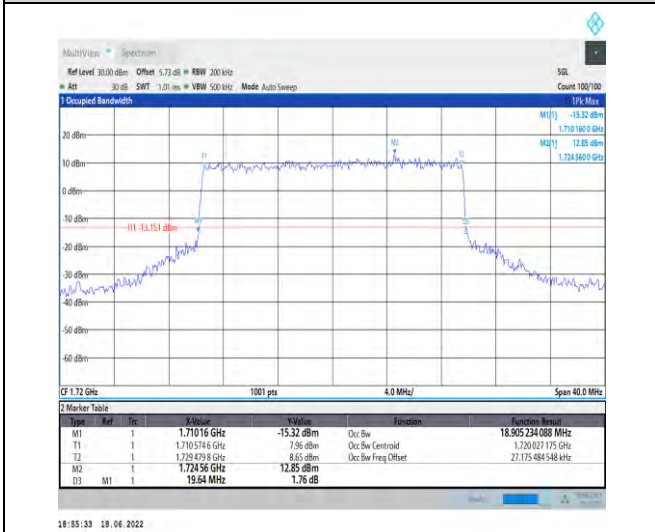 MultiView Spectrum
Ref Level 30.00 dBm Offset 5.73 dB RBW 200 kHz SGL
Att 30 dB SWT 1.01 ms VBW 500 kHz Mode Auto Sweep Count 100/100
1 Occupied Bandwidth 1Pk Max
M1[1] -15.32 dBm
1.710 160 0 GHz
M2[1] 12.85 dBm
1.724 560 0 GHz
20 dBm
10 dBm
0 dBm
-10 dBm
H1 -13.151 dBm
-30 dBm
-40 dBm
-50 dBm
-60 dBm
T1
M2
T2
M1
D3
CF 1.72 GHz 1001 pts 4.0 MHz/ Span 40.0 MHz
2 Marker Table
Type Ref Trc X-Value Y-Value Function Function Result
M1 1 1.71016 GHz -15.32 dBm Occ Bw 18.905 234 088 MHz
T1 1 1.710 574 6 GHz 7.96 dBm Occ Bw Centroid 1.720 027 175 GHz
T2 1 1.729 479 8 GHz 8.65 dBm Occ Bw Freq Offset 27.175 484 548 kHz
M2 1 1.724 56 GHz 12.85 dBm
D3 M1 1 19.64 MHz 1.76 dB
18:55:33 18.06.2022